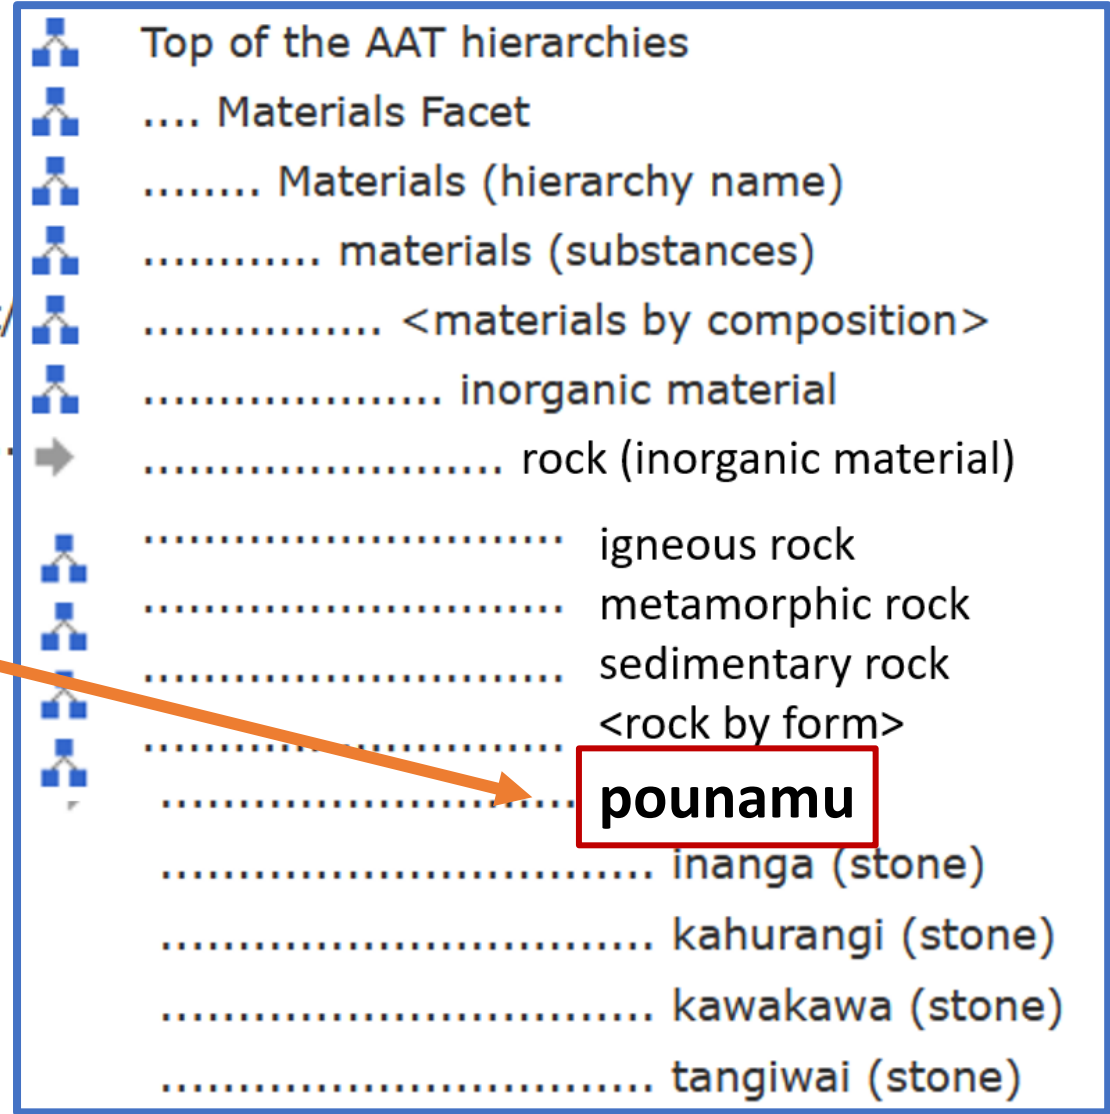 Top of the AAT hierarchies
.... Materials Facet
........ Materials (hierarchy name)
............ materials (substances)
................ <materials by composition>
.................... inorganic material
........................ rock (inorganic material)
............................ igneous rock
............................ metamorphic rock
............................ sedimentary rock
............................ <rock by form>
............................ pounamu
................................ inanga (stone)
................................ kahurangi (stone)
................................ kawakawa (stone)
................................ tangiwai (stone)